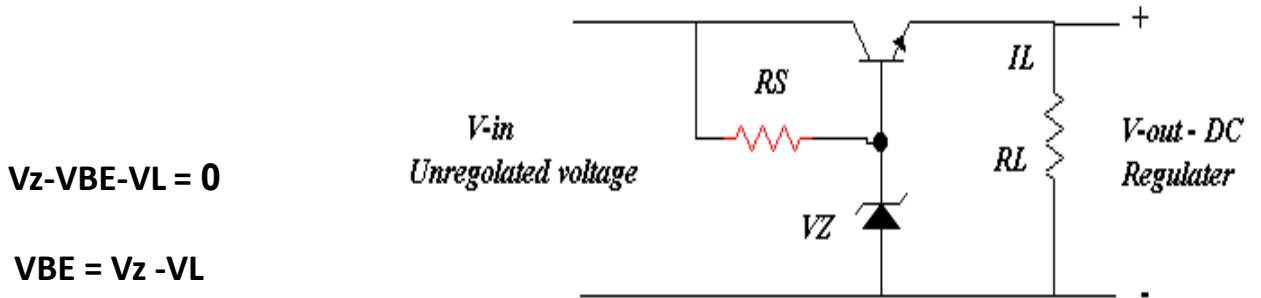 Vz-VBE-VL = 0
VBE = Vz -VL
V-in
Unregolated voltage
RS
VZ
IL
RL
+
V-out - DC
Regulater
-